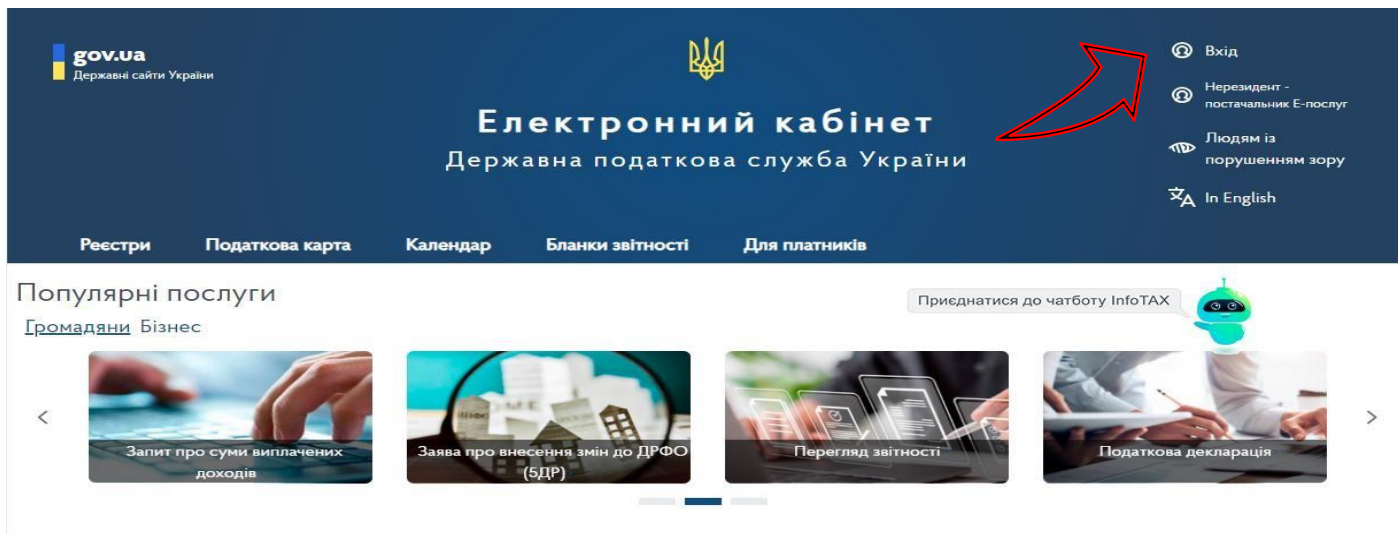 gov.ua
Державні сайти України
Електронний кабінет
Державна податкова служба України
Вхід
Нерезидент -
постачальник Е-послуг
Людям із
порушенням зору
In English
Реєстри Податкова карта Календар Бланки звітності Для платників
Популярні послуги
Громадяни Бізнес
Приєднатися до чатботу InfoTAX
Запит про суми виплачених
доходів
Заява про внесення змін до ДРФО
(5ДР)
Перегляд звітності
Податкова декларація